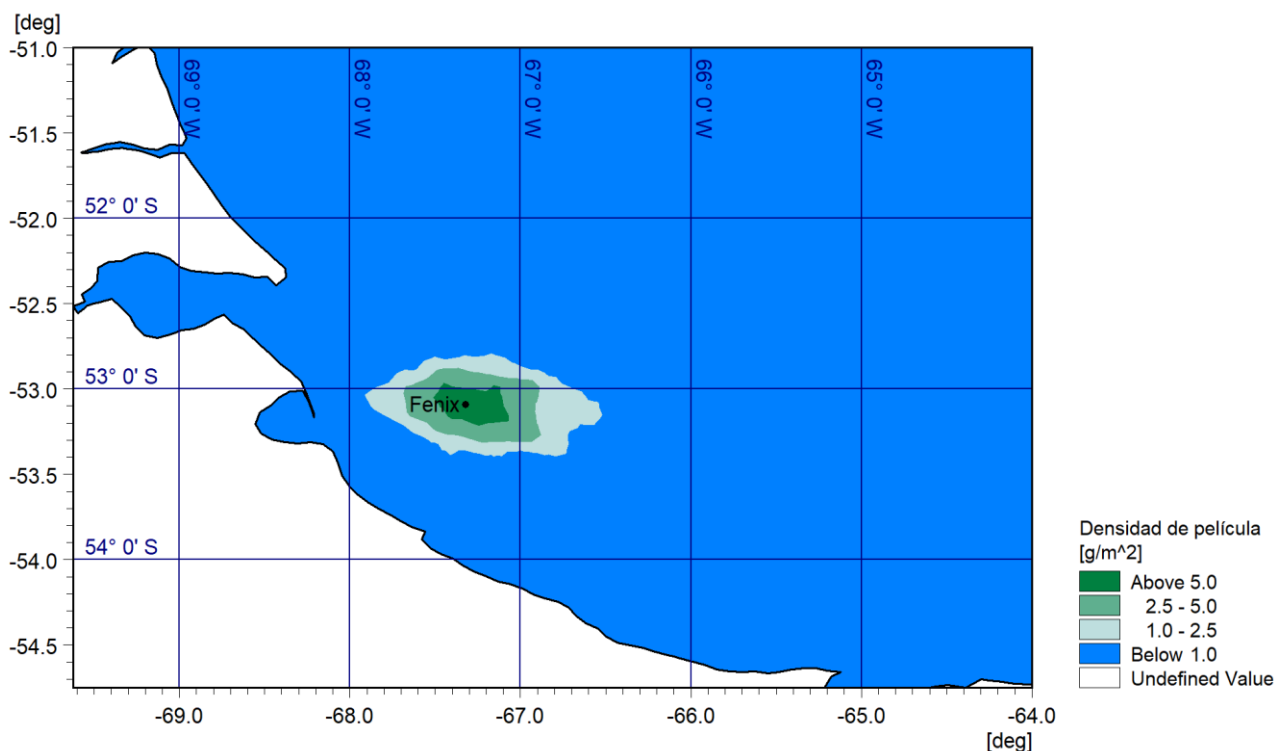 [deg]
-51.0
-51.5
-52.0
-52.5
-53.0
-53.5
-54.0
-54.5
69° 0' W
68° 0' W
67° 0' W
66° 0' W
65° 0' W
52° 0' S
53° 0' S
54° 0' S
Fenix
-69.0
-68.0
-67.0
-66.0
-65.0
-64.0
[deg]
Densidad de película
[g/m^2]
Above 5.0
2.5 - 5.0
1.0 - 2.5
Below 1.0
Undefined Value